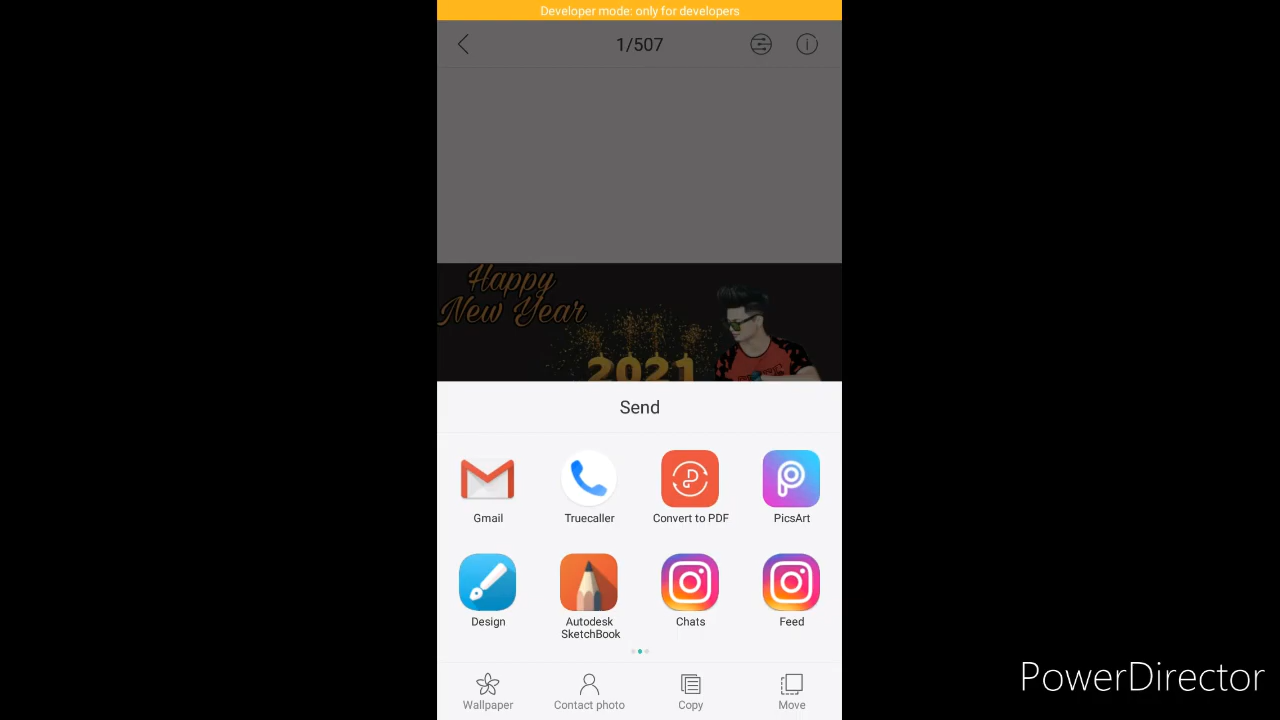 Developer mode: only for developers
1/507
Happy
New Year
2021
Send
Gmail
Truecaller
Convert to PDF
PicsArt
Design
Autodesk
SketchBook
Chats
Feed
Wallpaper
Contact photo
Copy
Move
PowerDirector